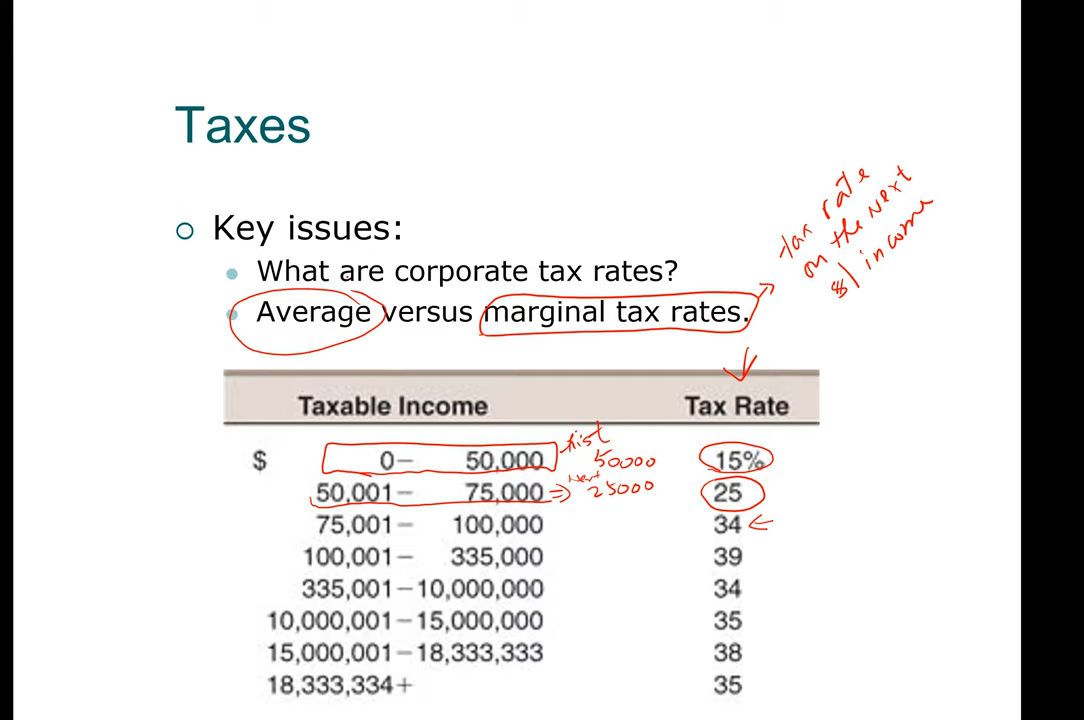 Taxes
Key issues:
What are corporate tax rates?
Average versus marginal tax rates.
tax rate
on the next
$1 income
Taxable Income Tax Rate
$ 0– 50,000 first 50000 15%
50,001– 75,000 ⇒ Next 25000 25
75,001– 100,000 34 ←
100,001– 335,000 39
335,001–10,000,000 34
10,000,001–15,000,000 35
15,000,001–18,333,333 38
18,333,334+ 35